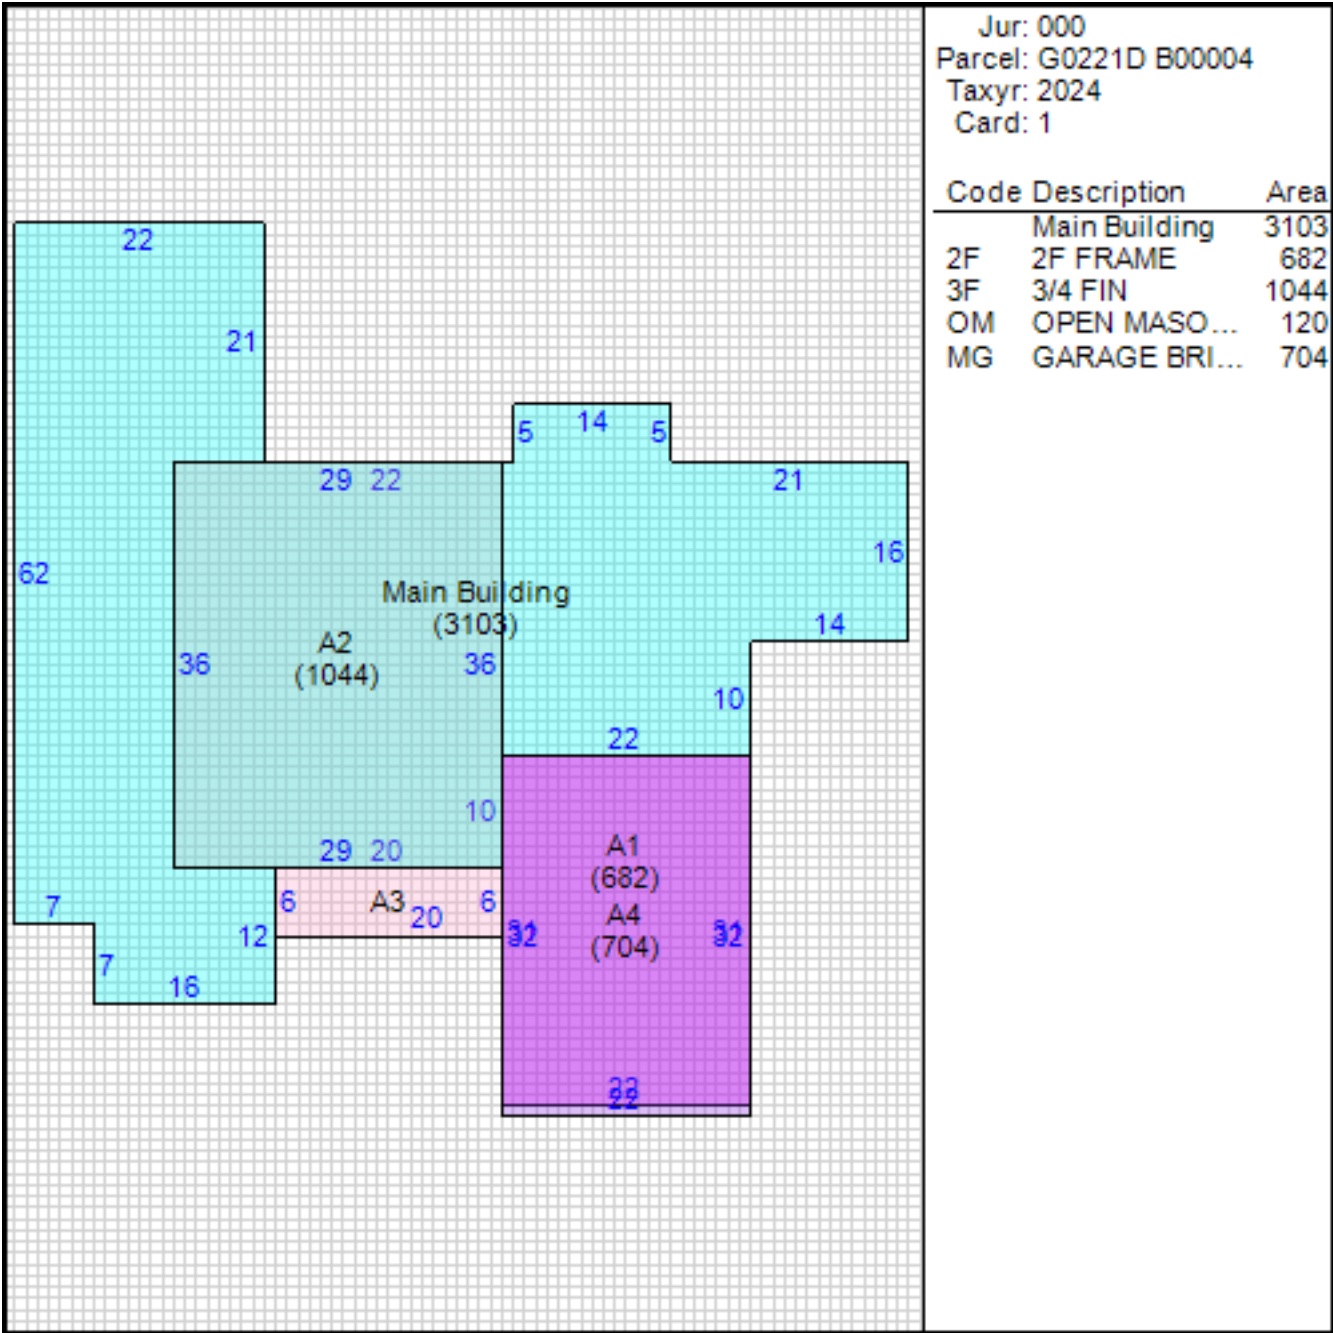 Jur: 000
Parcel: G0221D B00004
Taxyr: 2024
Card: 1
Code Description Area
Main Building 3103
2F 2F FRAME 682
3F 3/4 FIN 1044
OM OPEN MASO... 120
MG GARAGE BRI... 704
22
21
5 14 5
29 22 21
16
62
Main Building
(3103)
14
A2
(1044)
36 36
10
22
10
29 20
A1
(682)
6 A3 20 6
7
A4
(704)
12
32 32
7
16
22